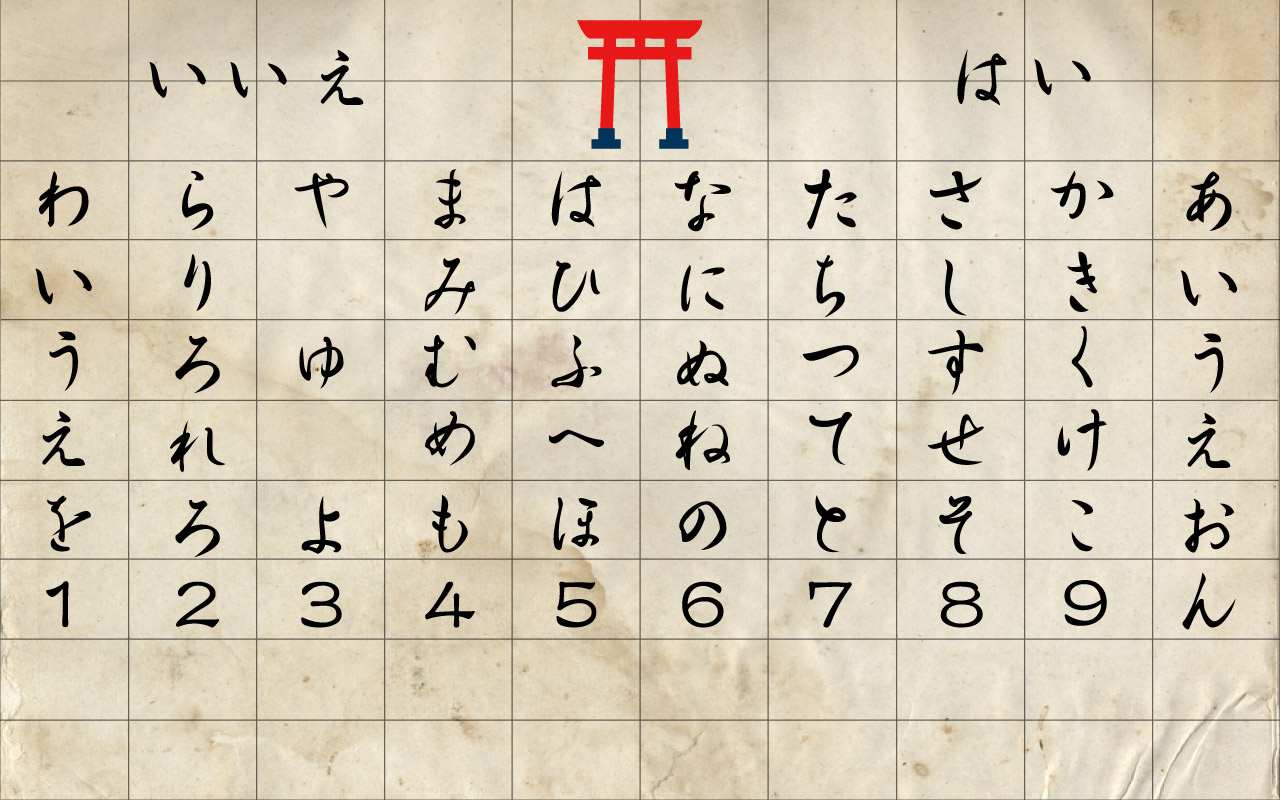 いいえ はい
わ ら や ま は な た さ か あ
い り み ひ に ち し き い
う ろ ゆ む ふ ぬ つ す く う
え れ め へ ね て せ け え
を ろ よ も ほ の と そ こ お
1 2 3 4 5 6 7 8 9 ん